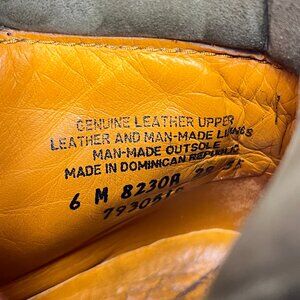 GENUINE LEATHER UPPER
LEATHER AND MAN-MADE LININGS
MAN-MADE OUTSOLE
MADE IN DOMINICAN REPUBLIC
6 M 8230A